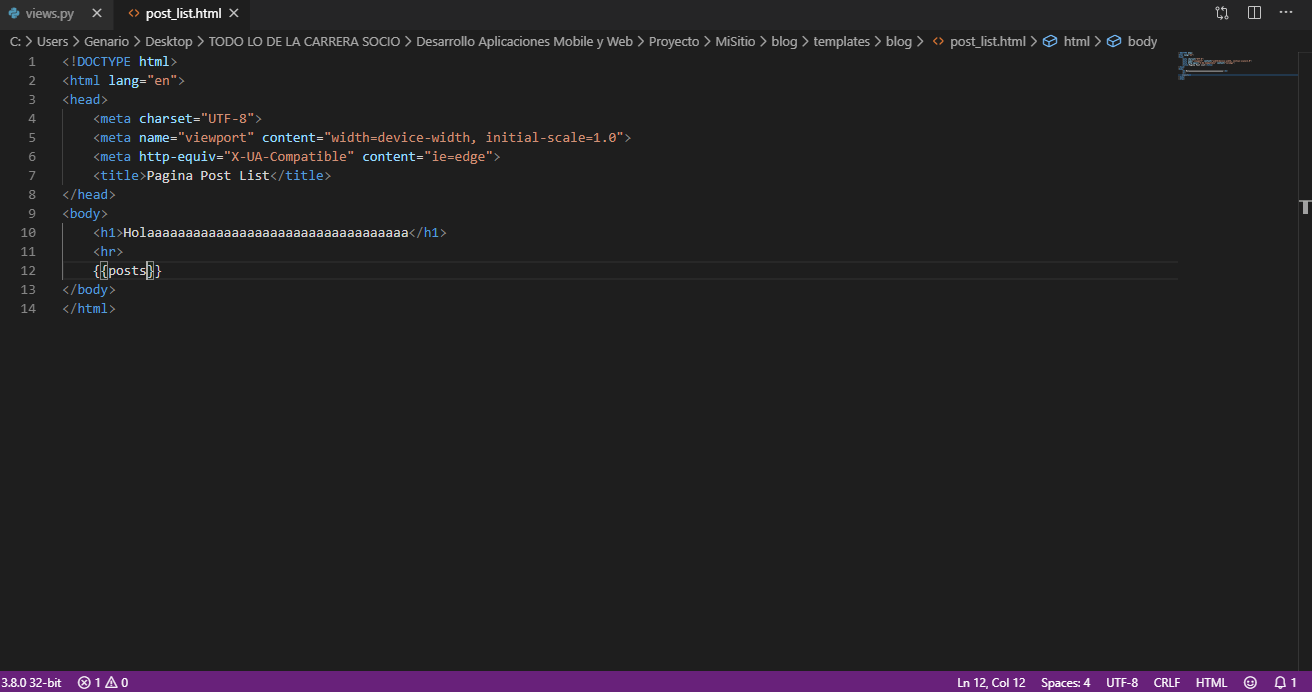 views.py post_list.html
C: > Users > Genario > Desktop > TODO LO DE LA CARRERA SOCIO > Desarrollo Aplicaciones Mobile y Web > Proyecto > MiSitio > blog > templates > blog > post_list.html > html > body
1 <!DOCTYPE html>
2 <html lang="en">
3 <head>
4 <meta charset="UTF-8">
5 <meta name="viewport" content="width=device-width, initial-scale=1.0">
6 <meta http-equiv="X-UA-Compatible" content="ie=edge">
7 <title>Pagina Post List</title>
8 </head>
9 <body>
10 <h1>Holaaaaaaaaaaaaaaaaaaaaaaaaaaaaaaaaaaa</h1>
11 <hr>
12 {{posts}}
13 </body>
14 </html>
3.8.0 32-bit 1 0 Ln 12, Col 12 Spaces: 4 UTF-8 CRLF HTML 1